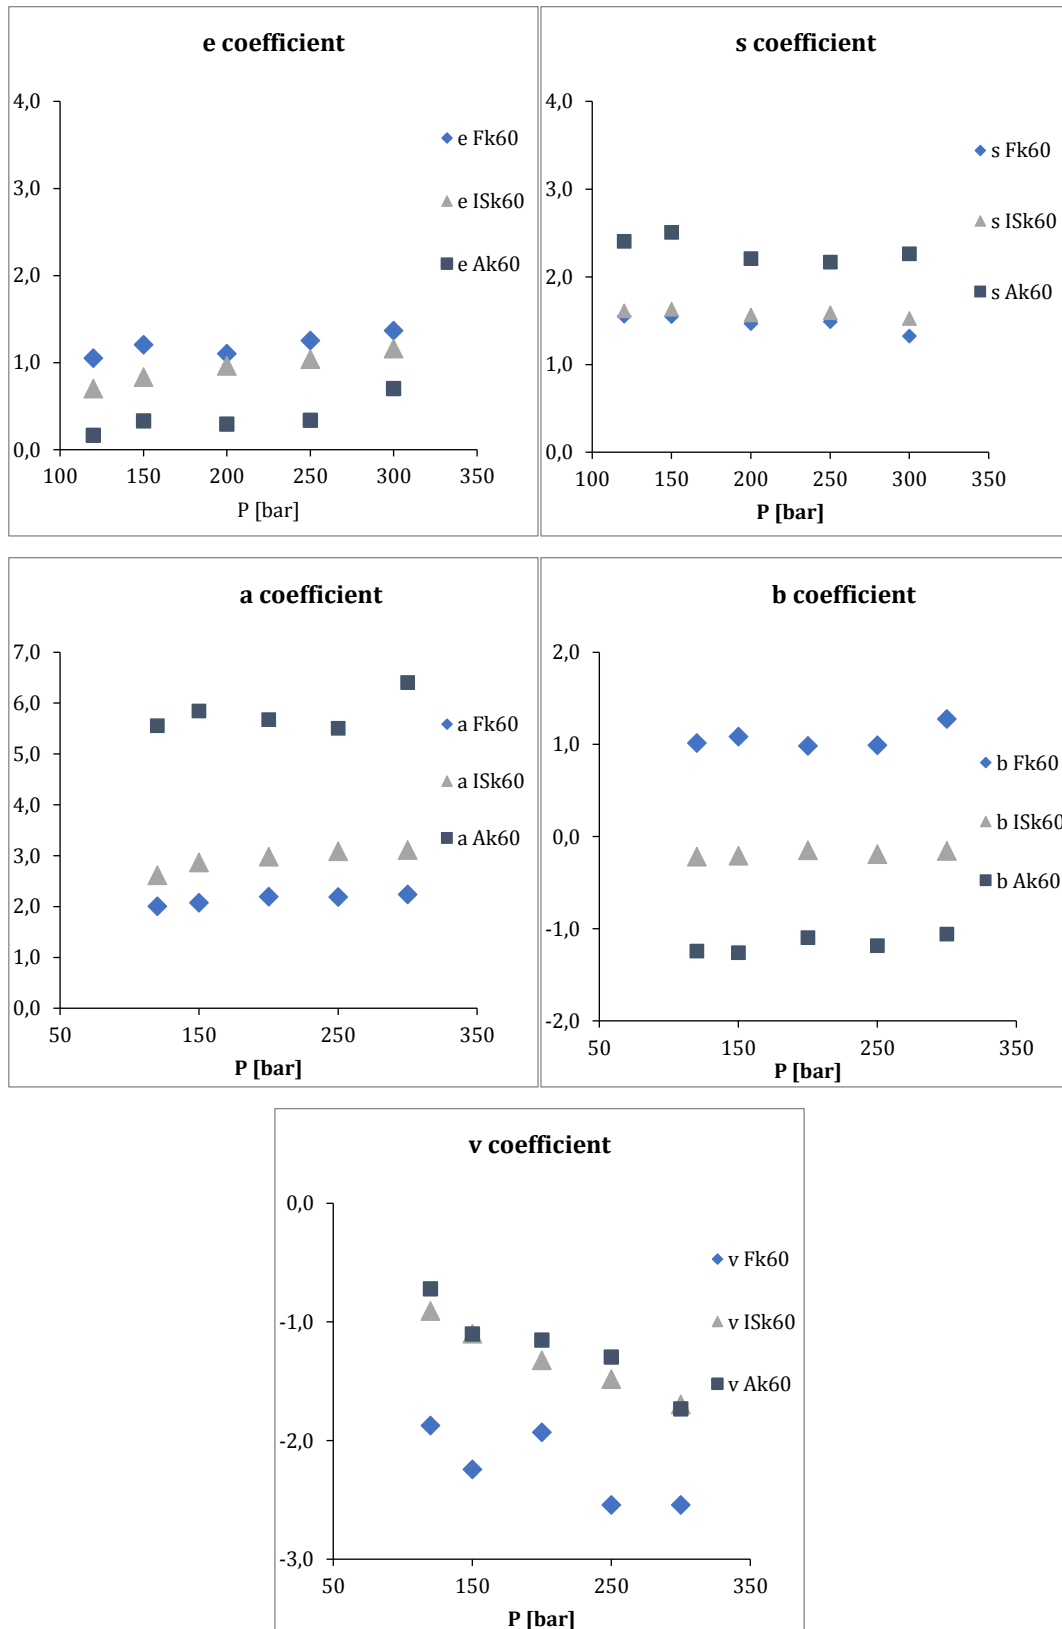 e coefficient
4,0
3,0
2,0
1,0
0,0
100 150 200 250 300 350
P [bar]
e Fk60
e ISk60
e Ak60
s coefficient
4,0
3,0
2,0
1,0
0,0
100 150 200 250 300 350
P [bar]
s Fk60
s ISk60
s Ak60
a coefficient
7,0
6,0
5,0
4,0
3,0
2,0
1,0
0,0
50 150 250 350
P [bar]
a Fk60
a ISk60
a Ak60
b coefficient
2,0
1,0
0,0
-1,0
-2,0
50 150 250 350
P [bar]
b Fk60
b ISk60
b Ak60
v coefficient
0,0
-1,0
-2,0
-3,0
50 150 250 350
P [bar]
v Fk60
v ISk60
v Ak60